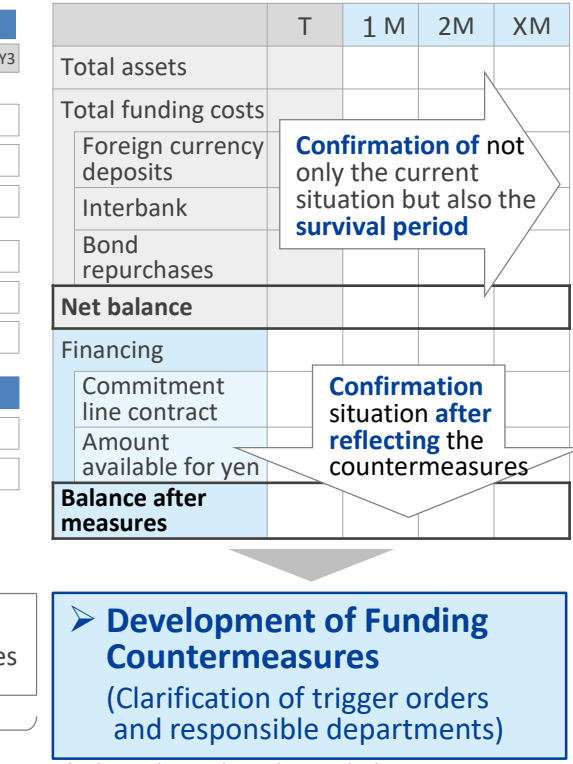 Y3
T 1 M 2M XM
Total assets
Total funding costs
Foreign currency
deposits
Interbank
Bond
repurchases
Net balance
Confirmation of not
only the current
situation but also the
survival period
Financing
Commitment
line contract
Amount
available for yen
Balance after
measures
Confirmation
situation after
reflecting the
countermeasures
es
➢ Development of Funding
Countermeasures
(Clarification of trigger orders
and responsible departments)